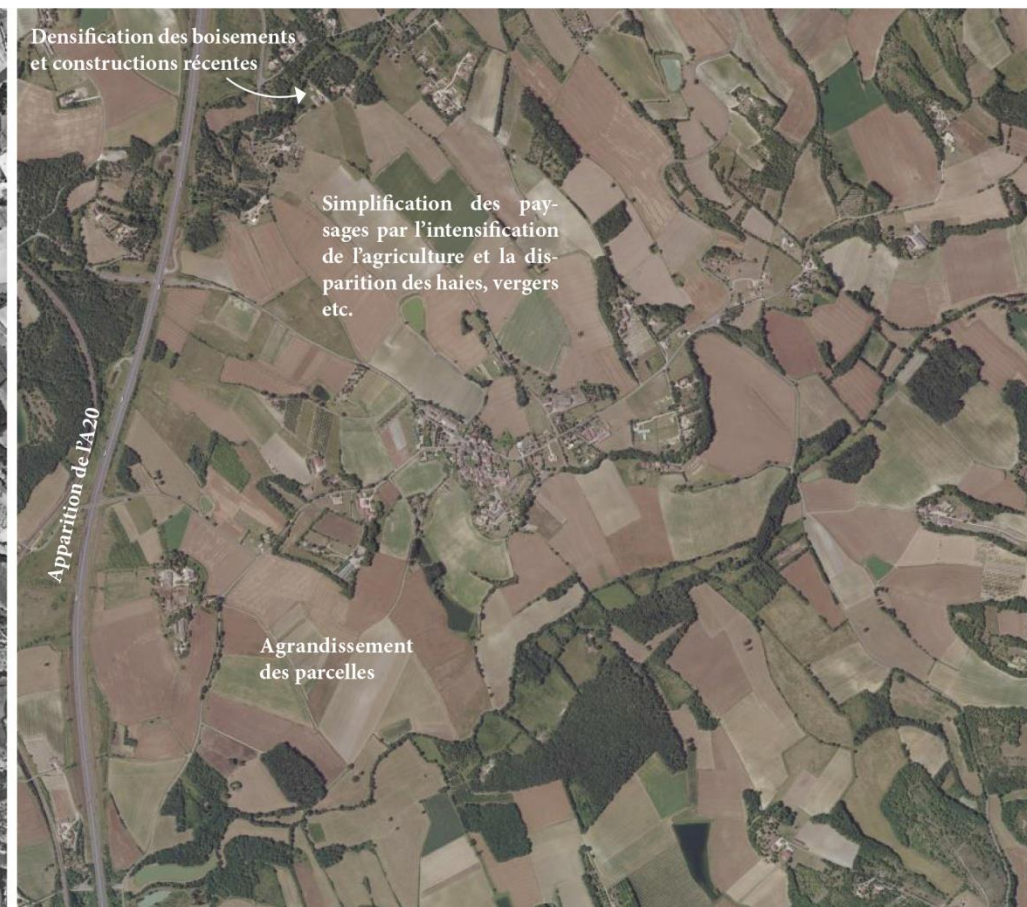 Densification des boisements
et constructions récentes
Simplification des pay-
sages par l'intensification
de l'agriculture et la dis-
parition des haies, vergers
etc.
Apparition de l'A20
Agrandissement
des parcelles